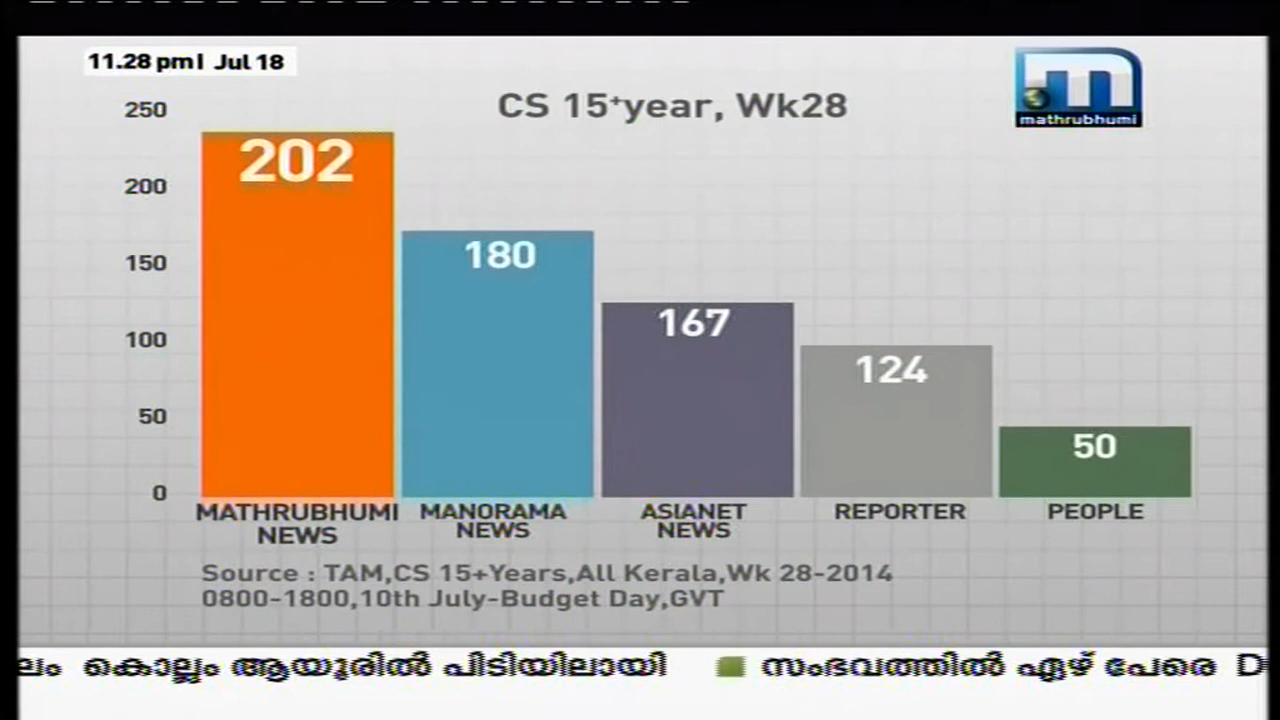 11.28 pm| Jul 18
CS 15+year, Wk28
mathrubhumi
250
200
150
100
50
0
202
180
167
124
50
MATHRUBHUMI NEWS
MANORAMA NEWS
ASIANET NEWS
REPORTER
PEOPLE
Source : TAM,CS 15+Years,All Kerala,Wk 28-2014
0800-1800,10th July-Budget Day,GVT
കൊല്ലം ആയൂരിൽ പിടിയിലായി ■ സംഭവത്തിൽ ഏഴ് പേരെ